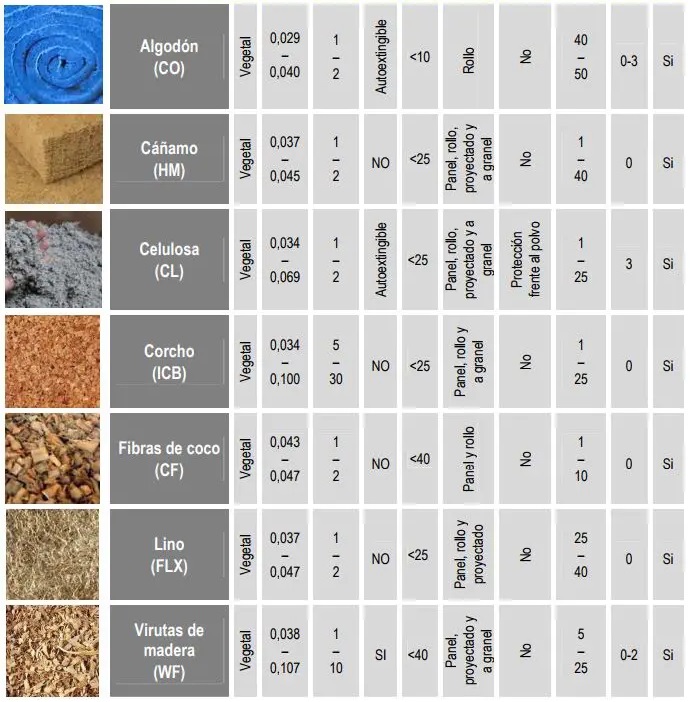 Algodón
(CO)
Vegetal
0,029
–
0,040
1
–
2
Autoextingible
<10
Rollo
No
40
–
50
0-3
Si
Cáñamo
(HM)
Vegetal
0,037
–
0,045
1
–
2
NO
<25
Panel, rollo,
proyectado y
a granel
No
1
–
40
0
Si
Celulosa
(CL)
Vegetal
0,034
–
0,069
1
–
2
Autoextingible
<25
Panel, rollo,
proyectado y a
granel
Protección
frente al polvo
1
–
25
3
Si
Corcho
(ICB)
Vegetal
0,034
–
0,100
5
–
30
NO
<25
Panel, rollo y
a granel
No
1
–
25
0
Si
Fibras de coco
(CF)
Vegetal
0,043
–
0,047
1
–
2
NO
<40
Panel y rollo
No
1
–
10
0
Si
Lino
(FLX)
Vegetal
0,037
–
0,047
1
–
2
NO
<25
Panel, rollo y
proyectado
No
25
–
40
0
Si
Virutas de
madera
(WF)
Vegetal
0,038
–
0,107
1
–
10
SI
<40
Panel,
proyectado y
a granel
No
5
–
25
0-2
Si